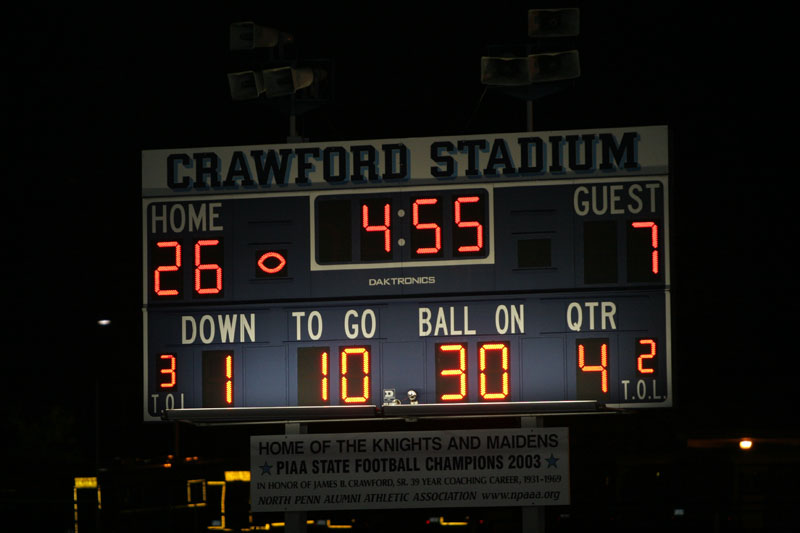 CRAWFORD STADIUM
HOME 4:55 GUEST
26 7
DAKTRONICS
DOWN TO GO BALL ON QTR
3 1 10 30 4 2
T.O.L. T.O.L.
HOME OF THE KNIGHTS AND MAIDENS
PIAA STATE FOOTBALL CHAMPIONS 2003
IN HONOR OF JAMES B. CRAWFORD, SR. 39 YEAR COACHING CAREER, 1931-1969
NORTH PENN ALUMNI ATHLETIC ASSOCIATION www.npaaa.org